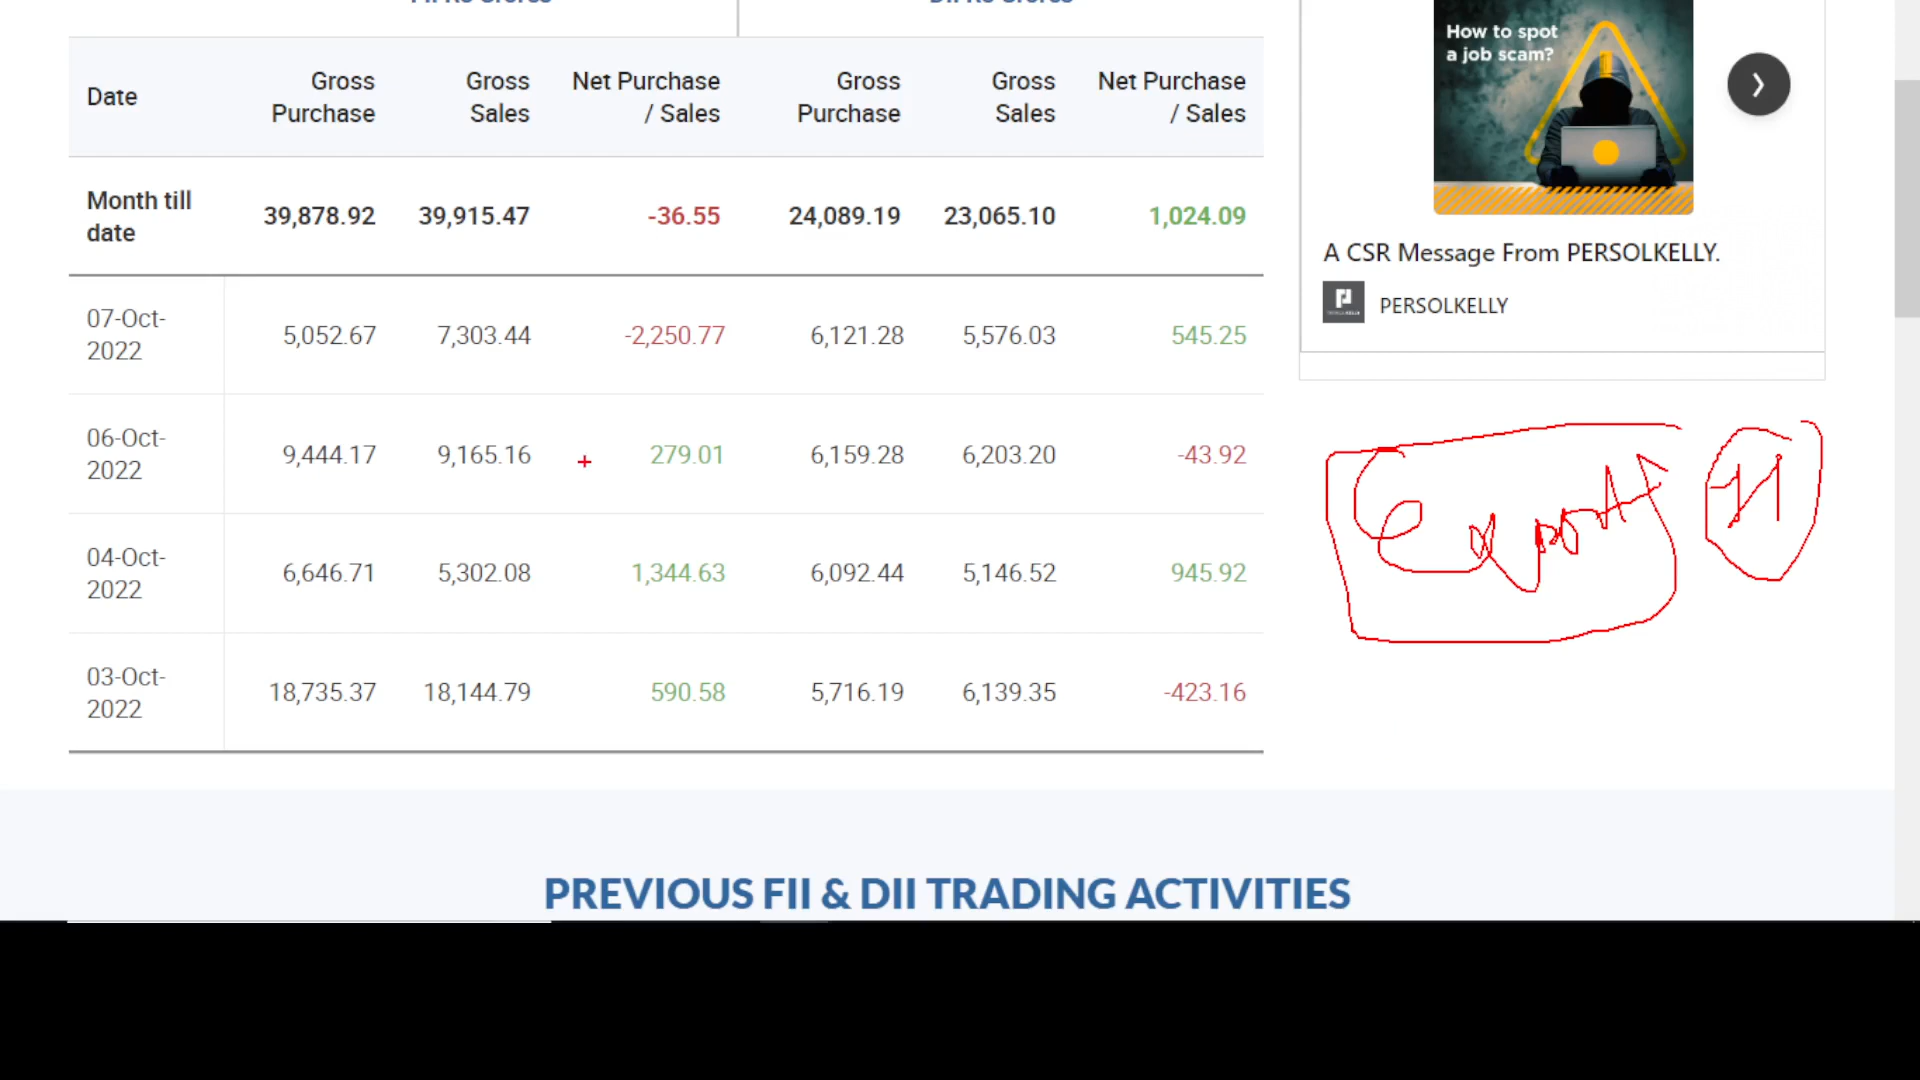 Date Gross Purchase Gross Sales Net Purchase / Sales Gross Purchase Gross Sales Net Purchase / Sales
Month till date 39,878.92 39,915.47 -36.55 24,089.19 23,065.10 1,024.09
07-Oct-2022 5,052.67 7,303.44 -2,250.77 6,121.28 5,576.03 545.25
06-Oct-2022 9,444.17 9,165.16 279.01 6,159.28 6,203.20 -43.92
04-Oct-2022 6,646.71 5,302.08 1,344.63 6,092.44 5,146.52 945.92
03-Oct-2022 18,735.37 18,144.79 590.58 5,716.19 6,139.35 -423.16
PREVIOUS FII & DII TRADING ACTIVITIES
How to spot
a job scam?
A CSR Message From PERSOLKELLY.
PERSOLKELLY